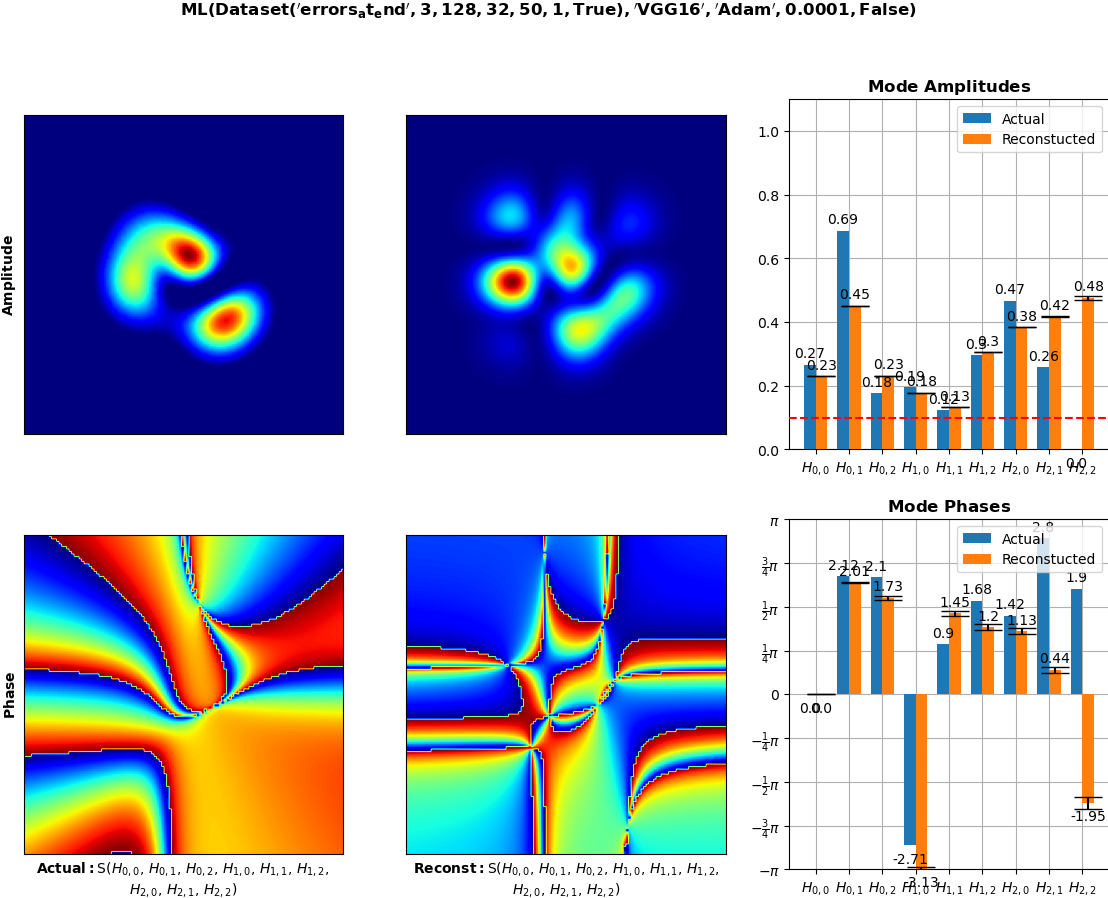 ML(Dataset('errors_at_end', 3, 128, 32, 50, 1, True), 'VGG16', 'Adam', 0.0001, False)
Amplitude
Mode Amplitudes
Actual
Reconstucted
1.0
0.8
0.6
0.4
0.2
0.0
0.27
0.23
0.69
0.45
0.18
0.23
0.19
0.18
0.12
0.13
0.3
0.3
0.47
0.38
0.26
0.42
0.0
0.48
H0,0 H0,1 H0,2 H1,0 H1,1 H1,2 H2,0 H2,1 H2,2
Phase
Actual: S(H0,0, H0,1, H0,2, H1,0, H1,1, H1,2,
H2,0, H2,1, H2,2)
Reconst: S(H0,0, H0,1, H0,2, H1,0, H1,1, H1,2,
H2,0, H2,1, H2,2)
Mode Phases
Actual
Reconstucted
π
3/4π
1/2π
1/4π
0
−1/4π
−1/2π
−3/4π
−π
0.0
0.0
2.12
2.01
2.1
1.73
-2.71
-3.13
0.9
1.45
1.68
1.2
1.42
1.13
2.8
0.44
1.9
-1.95
H0,0 H0,1 H0,2 H1,0 H1,1 H1,2 H2,0 H2,1 H2,2